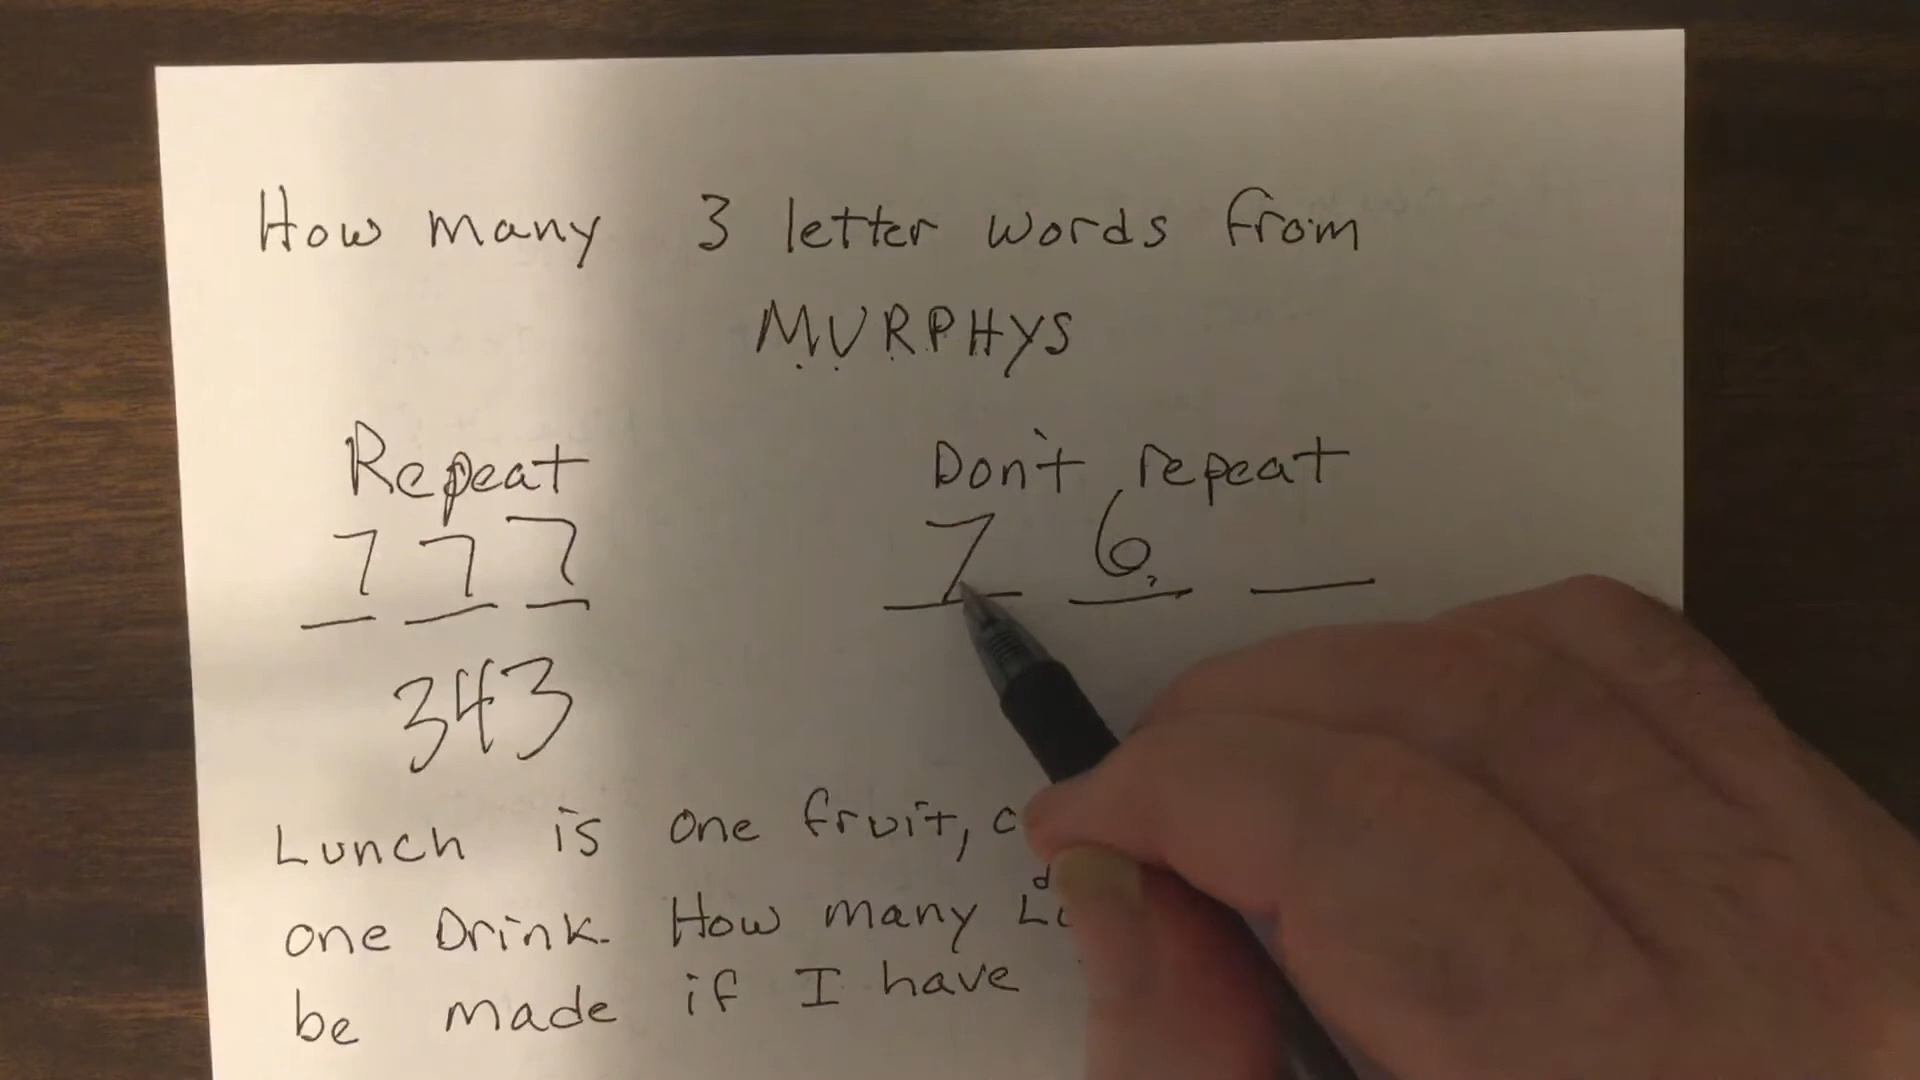 How many 3 letter words from
MURPHYS
Repeat
Don't repeat
7 7 7
7 6
343
Lunch is one fruit,
one Drink. How many
be made if I have